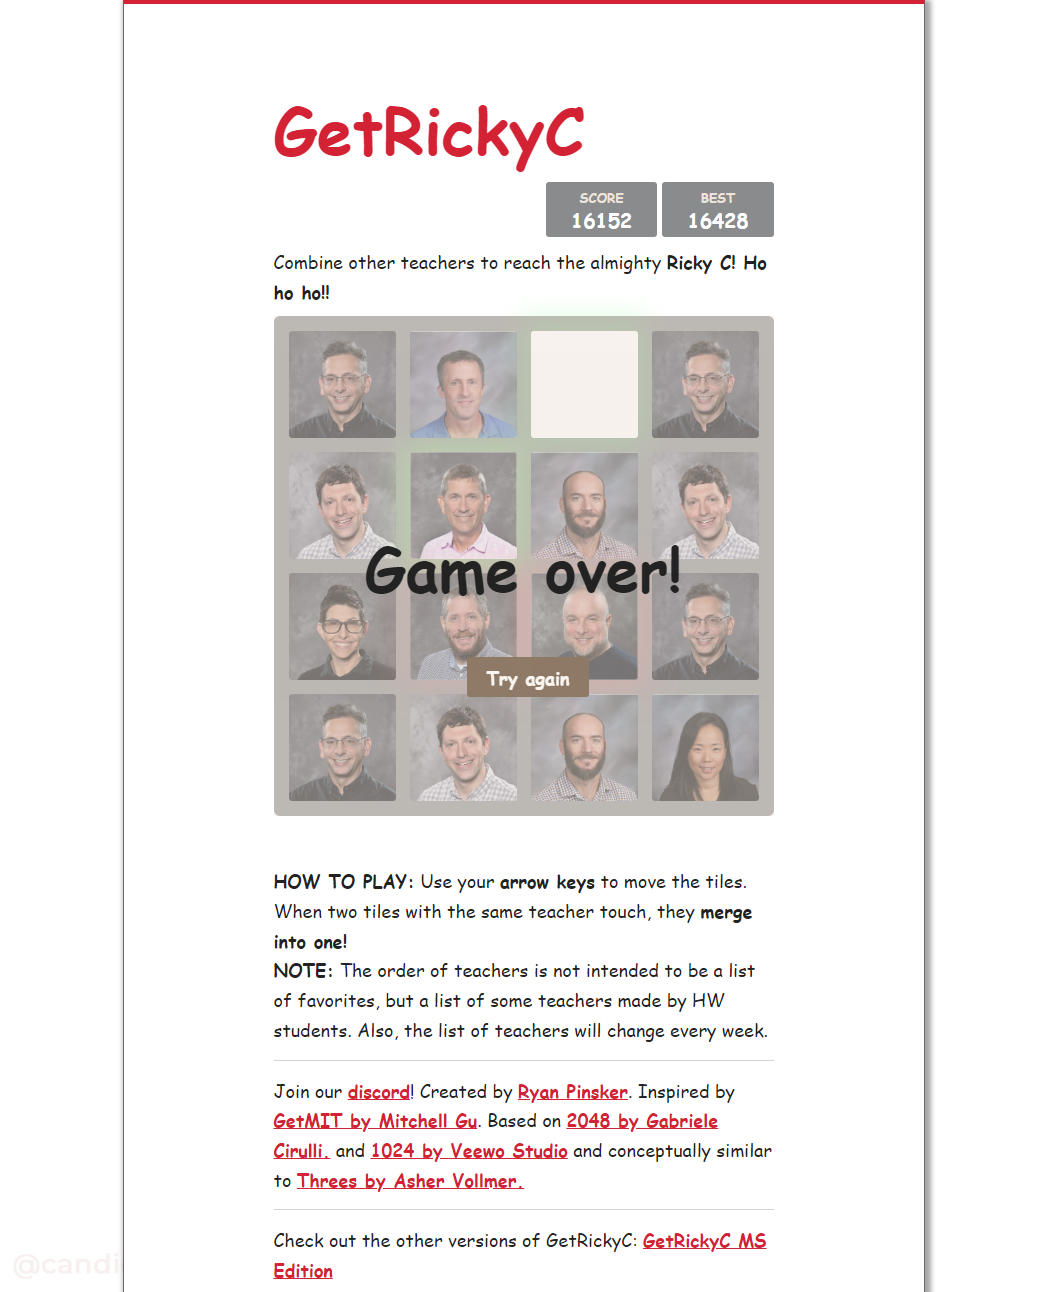 GetRickyC
SCORE
16152
BEST
16428
Combine other teachers to reach the almighty Ricky C! Ho
ho ho!!
Game over!
Try again
HOW TO PLAY: Use your arrow keys to move the tiles.
When two tiles with the same teacher touch, they merge
into one!
NOTE: The order of teachers is not intended to be a list
of favorites, but a list of some teachers made by HW
students. Also, the list of teachers will change every week.
Join our discord! Created by Ryan Pinsker. Inspired by
GetMIT by Mitchell Gu. Based on 2048 by Gabriele
Cirulli. and 1024 by Veewo Studio and conceptually similar
to Threes by Asher Vollmer.
Check out the other versions of GetRickyC: GetRickyC MS
Edition